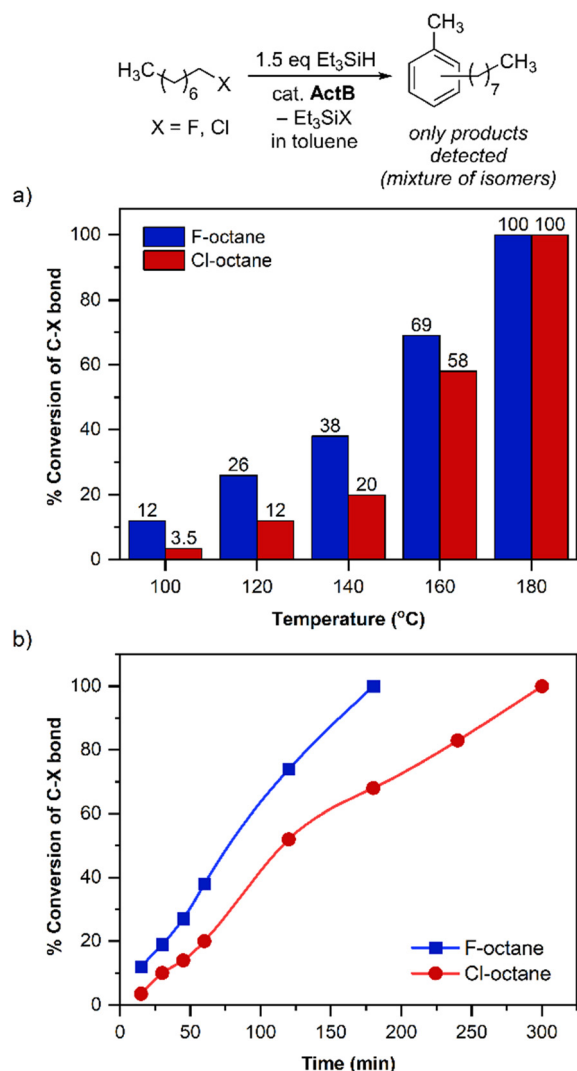 CH₃
H₃C
CH₃
6
X
7
1.5 eq Et₃SiH
cat. ActB
– Et₃SiX
in toluene
X = F, Cl
only products
detected
(mixture of isomers)
a)
F-octane
Cl-octane
% Conversion of C-X bond
100
80
60
40
20
0
12
3.5
26
12
38
20
69
58
100
100
100
120
140
160
180
Temperature (°C)
b)
% Conversion of C-X bond
100
80
60
40
20
0
F-octane
Cl-octane
0
50
100
150
200
250
300
Time (min)